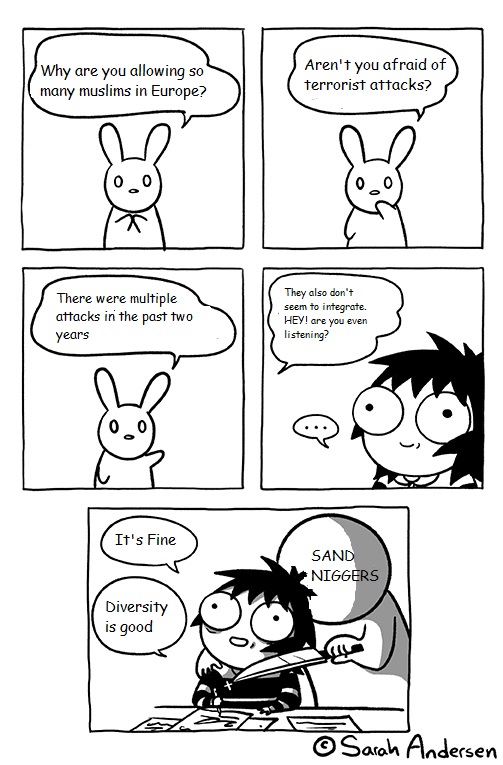 Why are you allowing so
many muslims in Europe?
Aren't you afraid of
terrorist attacks?
There were multiple
attacks in the past two
years
They also don't
seem to integrate.
HEY! are you even
listening?
...
It's Fine
Diversity
is good
SAND
NIGGERS
© Sarah Andersen